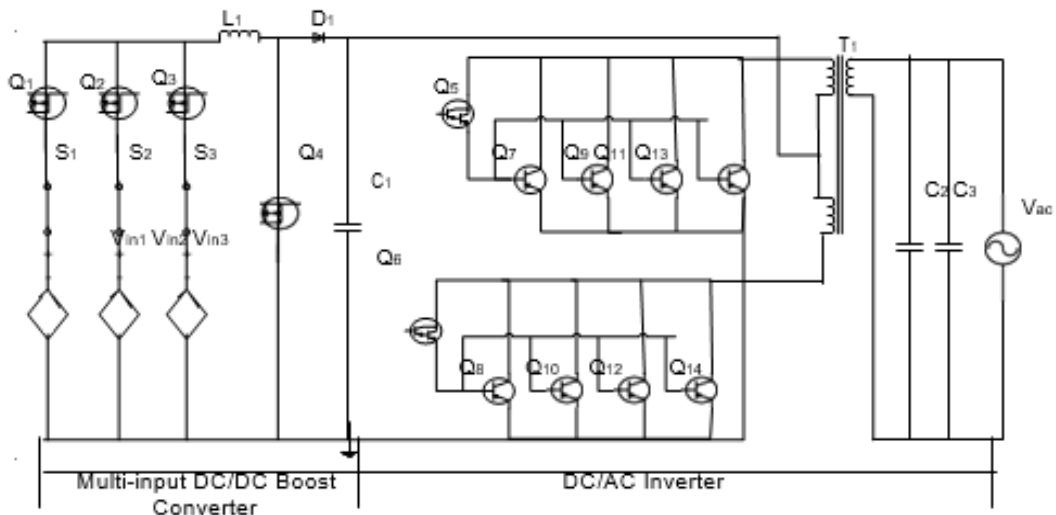 L1 D1
T1
Q1 Q2 Q3
Q5
S1 S2 S3
Q4
Q7 Q9 Q11 Q13
C1
C2 C3
Vac
Vin1 Vin2 Vin3
Q6
Q8 Q10 Q12 Q14
Multi-input DC/DC Boost
Converter
DC/AC Inverter